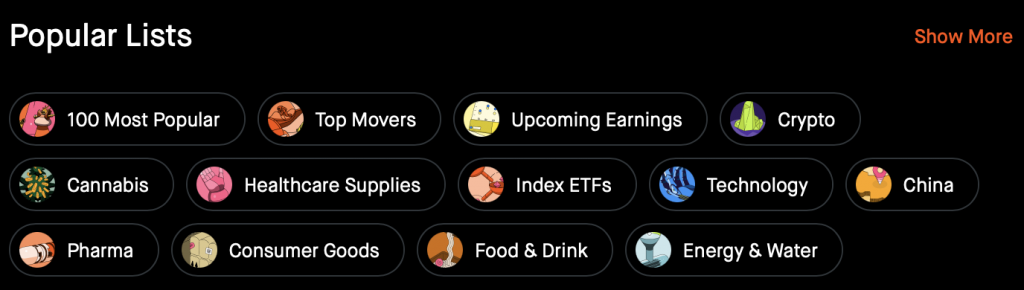 Popular Lists
Show More
100 Most Popular
Top Movers
Upcoming Earnings
Crypto
Cannabis
Healthcare Supplies
Index ETFs
Technology
China
Pharma
Consumer Goods
Food & Drink
Energy & Water